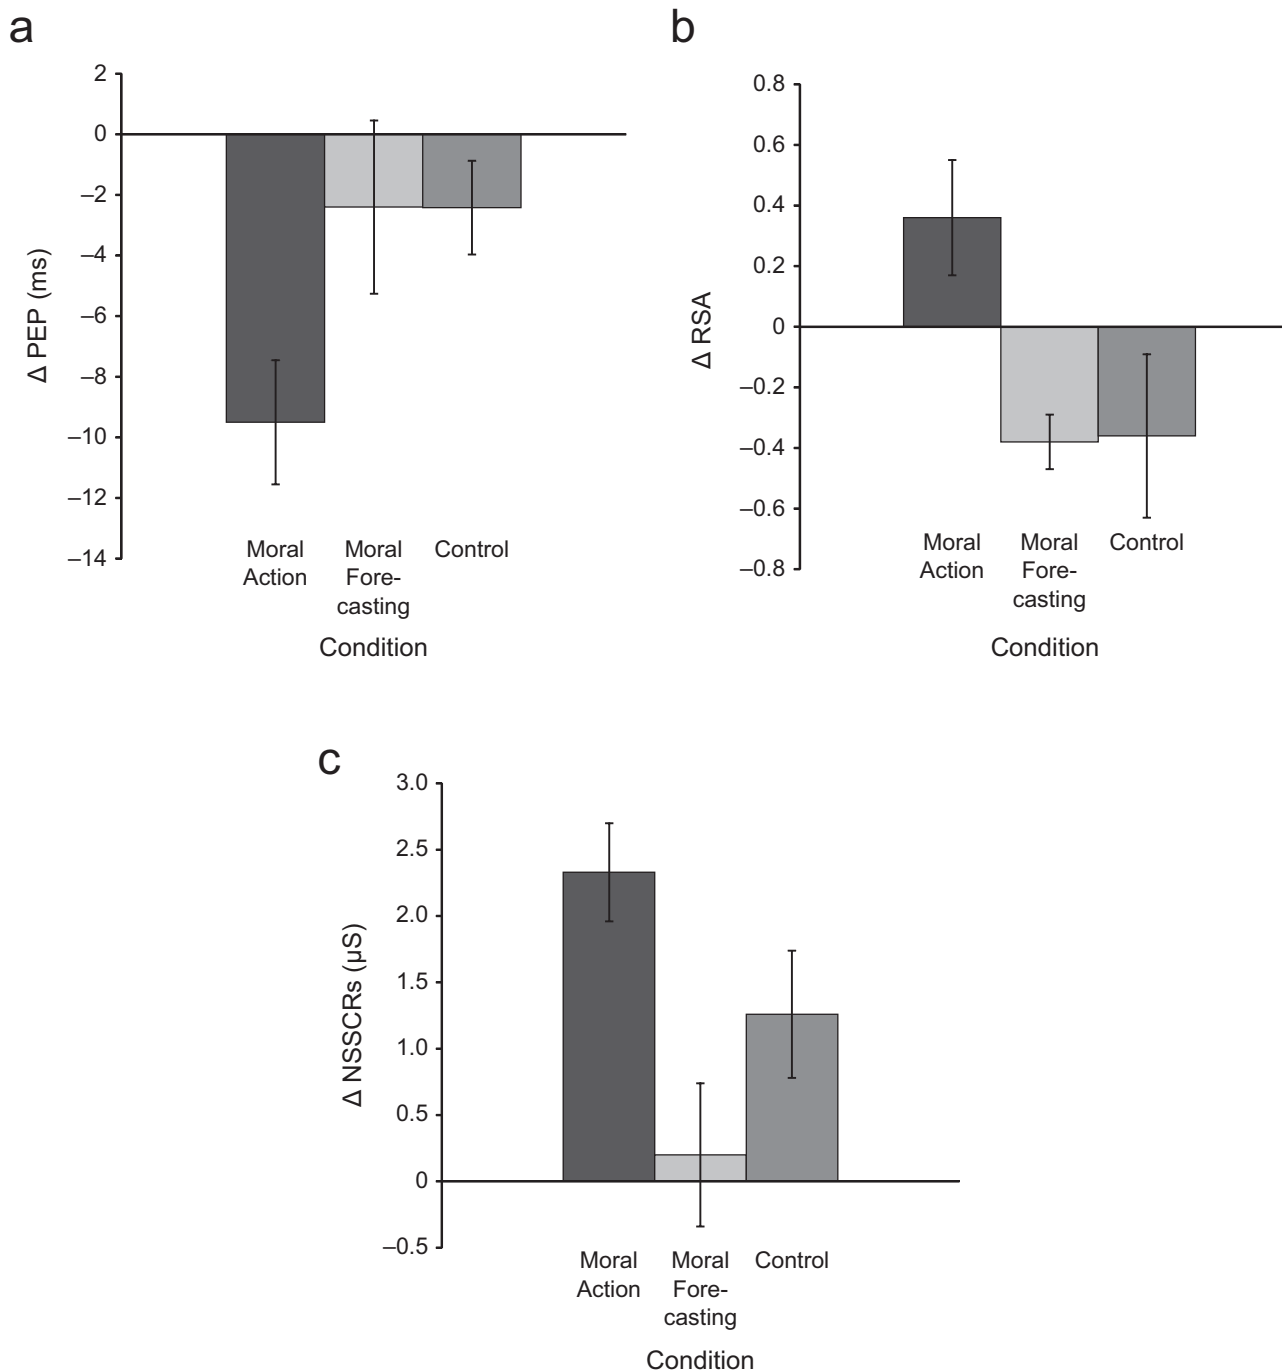 a
2
0
–2
–4
–6
–8
–10
–12
–14
Δ PEP (ms)
Moral
Action
Moral
Fore-
casting
Control
Condition
b
0.8
0.6
0.4
0.2
0
–0.2
–0.4
–0.6
–0.8
Δ RSA
Moral
Action
Moral
Fore-
casting
Control
Condition
c
3.0
2.5
2.0
1.5
1.0
0.5
0
–0.5
Δ NSSCRs (µS)
Moral
Action
Moral
Fore-
casting
Control
Condition